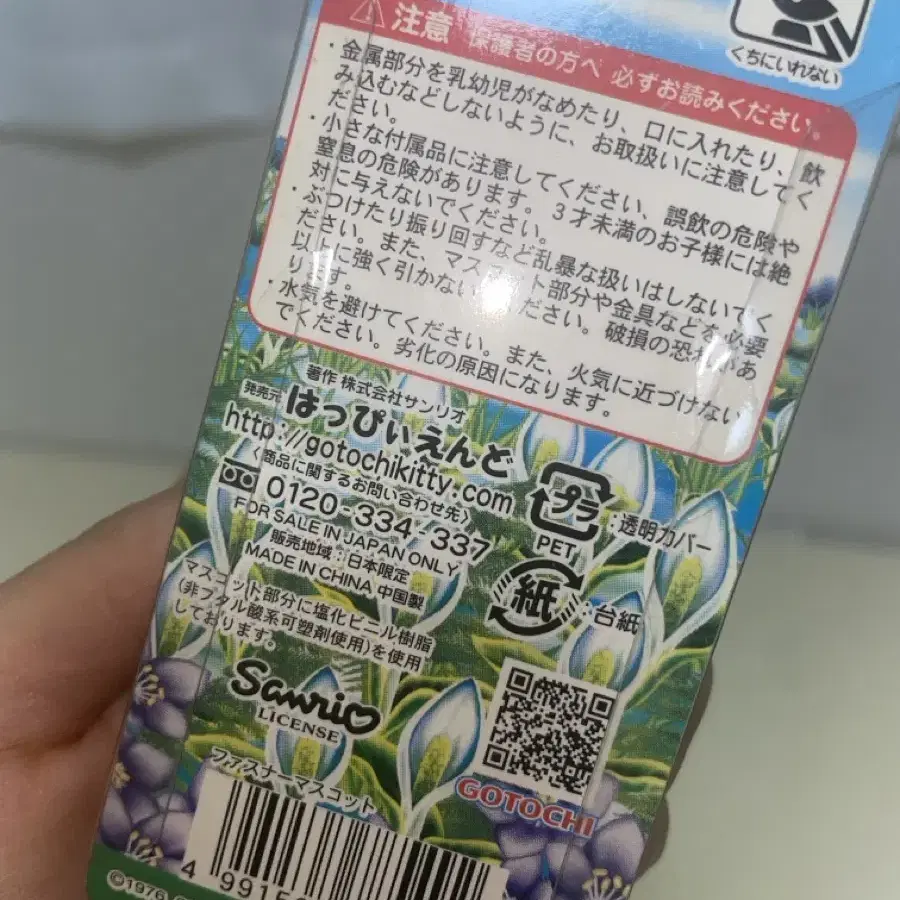 くちにいれない
注意 保護者の方へ 必ずお読みください。
・金属部分を乳幼児がなめたり、口に入れたり、飲
み込むなどしないように、お取扱いに注意してく
ださい。
・小さな付属品に注意してください、誤飲の危険や
窒息の危険があります。3才未満のお子様には絶
対に与えないでください。
・ぶつけたり振り回すなど乱暴な扱いはしないでく
ださい。また、マスコット部分や金具などを必要
以上に強く引かないでください。破損の恐れがあ
ります。
・水気を避けてください。また、火気に近づけない
でください。劣化の原因になります。
著作 株式会社サンリオ
発売元 はっぴぃえんど
http://gotochikitty.com
〈商品に関するお問い合わせ先〉
0120-334-337
FOR SALE IN JAPAN ONLY
販売地域：日本限定
MADE IN CHINA 中国製
プラ
:透明カバー
PET
紙
:台紙
マスコット部分に塩化ビニル樹脂
(非フタル酸系可塑剤使用)を使用
しております。
Sanrio
LICENSE
GOTOCHI
ファスナーマスコット
4 9915
©1976,